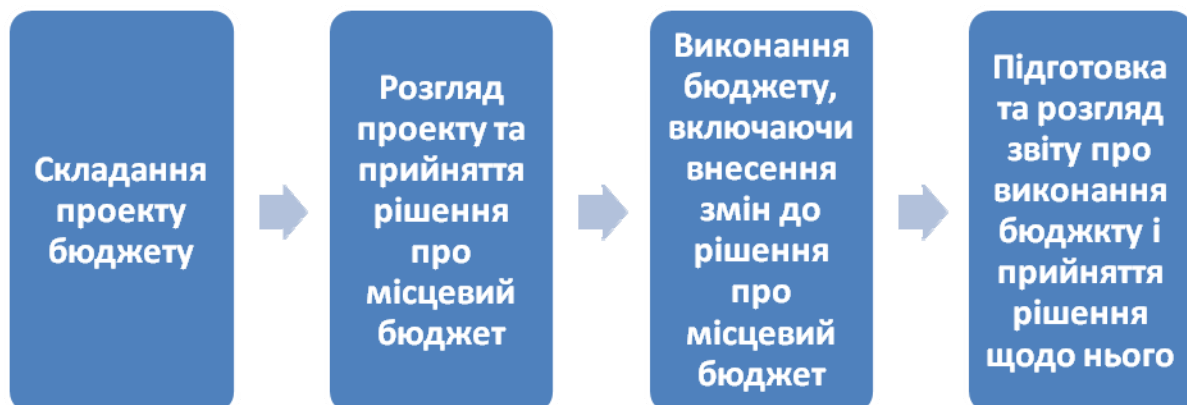 Складання
проекту
бюджету
Розгляд
проекту та
прийняття
рішення
про
місцевий
бюджет
Виконання
бюджету,
включаючи
внесення
змін до
рішення
про
місцевий
бюджет
Підготовка
та розгляд
звіту про
виконання
бюджкту і
прийняття
рішення
щодо нього